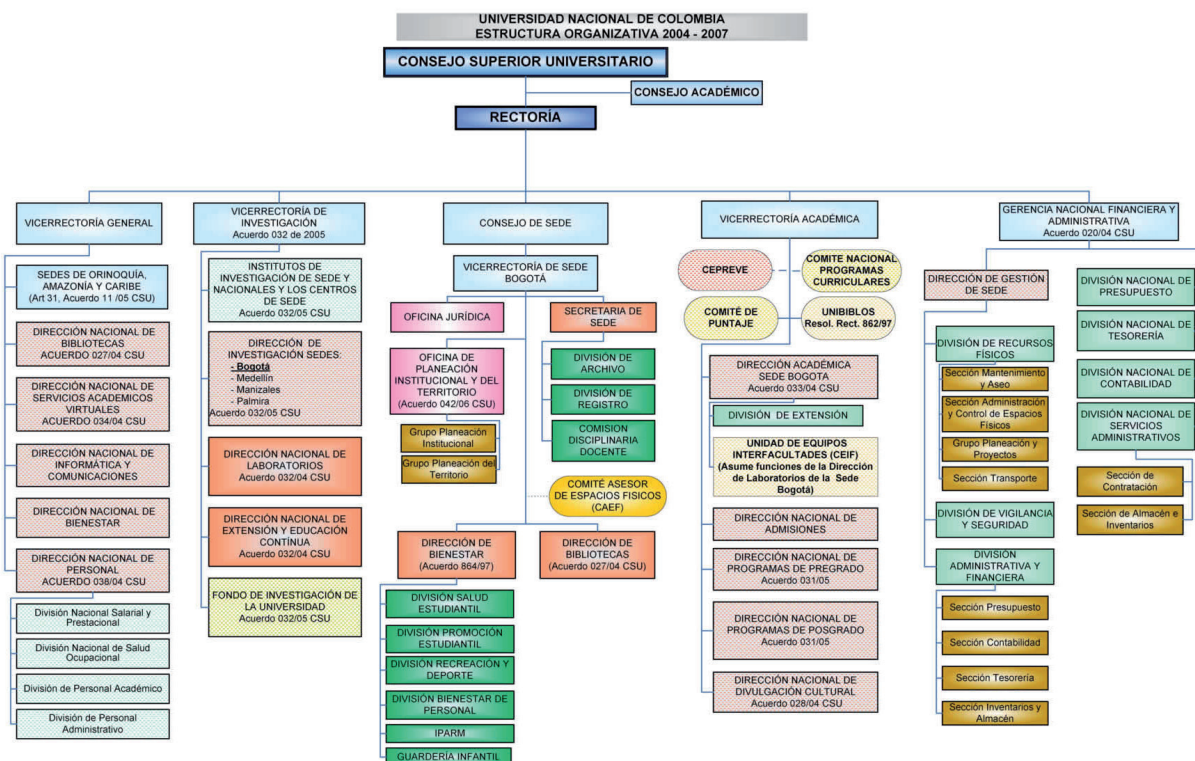 UNIVERSIDAD NACIONAL DE COLOMBIA
ESTRUCTURA ORGANIZATIVA 2004 - 2007
CONSEJO SUPERIOR UNIVERSITARIO
CONSEJO ACADÉMICO
RECTORÍA
VICERRECTORÍA GENERAL
SEDES DE ORINOQUÍA,
AMAZONÍA Y CARIBE
(Art 31, Acuerdo 11 /05 CSU)
DIRECCIÓN NACIONAL DE
BIBLIOTECAS
ACUERDO 027/04 CSU
DIRECCIÓN NACIONAL DE
SERVICIOS ACADEMICOS
VIRTUALES
ACUERDO 034/04 CSU
DIRECCIÓN NACIONAL DE
INFORMÁTICA Y
COMUNICACIONES
DIRECCIÓN NACIONAL DE
BIENESTAR
DIRECCIÓN NACIONAL DE
PERSONAL
ACUERDO 038/04 CSU
División Nacional Salarial y
Prestacional
División Nacional de Salud
Ocupacional
División de Personal Académico
División de Personal
Administrativo
VICERRECTORÍA DE
INVESTIGACIÓN
Acuerdo 032 de 2005
INSTITUTOS DE
INVESTIGACIÓN DE SEDE Y
NACIONALES Y LOS CENTROS
DE SEDE
Acuerdo 032/05 CSU
DIRECCIÓN DE
INVESTIGACIÓN SEDES:
- Bogotá
- Medellín
- Manizales
- Palmira
Acuerdo 032/05 CSU
DIRECCIÓN NACIONAL DE
LABORATORIOS
Acuerdo 032/04 CSU
DIRECCIÓN NACIONAL DE
EXTENSIÓN Y EDUCACIÓN
CONTÍNUA
Acuerdo 032/04 CSU
FONDO DE INVESTIGACIÓN DE
LA UNIVERSIDAD
Acuerdo 032/05 CSU
CONSEJO DE SEDE
VICERRECTORÍA DE SEDE
BOGOTÁ
OFICINA JURÍDICA
OFICINA DE
PLANEACIÓN
INSTITUCIONAL Y DEL
TERRITORIO
(Acuerdo 042/06 CSU)
Grupo Planeación
Institucional
Grupo Planeación del
Territorio
SECRETARIA DE
SEDE
DIVISIÓN DE
ARCHIVO
DIVISIÓN DE
REGISTRO
COMISION
DISCIPLINARIA
DOCENTE
COMITÉ ASESOR
DE ESPACIOS FISICOS
(CAEF)
DIRECCIÓN DE
BIENESTAR
(Acuerdo 864/97)
DIVISIÓN SALUD
ESTUDIANTIL
DIVISIÓN PROMOCIÓN
ESTUDIANTIL
DIVISIÓN RECREACIÓN Y
DEPORTE
DIVISIÓN BIENESTAR DE
PERSONAL
IPARM
GUARDERÍA INFANTIL
DIRECCIÓN DE
BIBLIOTECAS
(Acuerdo 027/04 CSU)
VICERRECTORÍA ACADÉMICA
CEPREVE
COMITE NACIONAL
PROGRAMAS
CURRICULARES
COMITÉ DE
PUNTAJE
UNIBIBLOS
Resol. Rect. 862/97
DIRECCIÓN ACADÉMICA
SEDE BOGOTA
Acuerdo 033/04 CSU
DIVISIÓN DE EXTENSIÓN
UNIDAD DE EQUIPOS
INTERFACULTADES (CEIF)
(Asume funciones de la Dirección
de Laboratorios de la Sede
Bogotá)
DIRECCIÓN NACIONAL DE
ADMISIONES
DIRECCIÓN NACIONAL DE
PROGRAMAS DE PREGRADO
Acuerdo 031/05
DIRECCIÓN NACIONAL DE
PROGRAMAS DE POSGRADO
Acuerdo 031/05
DIRECCIÓN NACIONAL DE
DIVULGACIÓN CULTURAL
Acuerdo 028/04 CSU
GERENCIA NACIONAL FINANCIERA Y
ADMINISTRATIVA
Acuerdo 020/04 CSU
DIRECCIÓN DE GESTIÓN
DE SEDE
DIVISIÓN DE RECURSOS
FÍSICOS
Sección Mantenimiento y
Aseo
Sección Administración
y Control de Espacios
Físicos
Grupo Planeación y
Proyectos
Sección Transporte
DIVISIÓN DE VIGILANCIA
Y SEGURIDAD
DIVISIÓN
ADMINISTRATIVA Y
FINANCIERA
Sección Presupuesto
Sección Contabilidad
Sección Tesorería
Sección Inventarios y
Almacén
DIVISIÓN NACIONAL DE
PRESUPUESTO
DIVISIÓN NACIONAL DE
TESORERÍA
DIVISIÓN NACIONAL DE
CONTABILIDAD
DIVISIÓN NACIONAL DE
SERVICIOS
ADMINISTRATIVOS
Sección de
Contratación
Sección de Almacén e
Inventarios